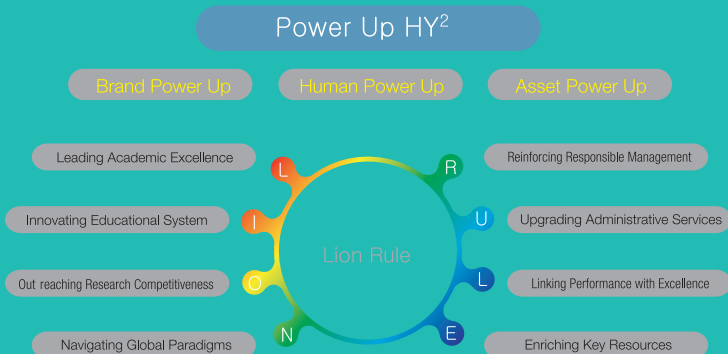 Power Up HY²
Brand Power Up
Human Power Up
Asset Power Up
Leading Academic Excellence
L
R
Reinforcing Responsible Management
Innovating Educational System
I
U
Upgrading Administrative Services
Lion Rule
Out reaching Research Competitiveness
O
L
Linking Performance with Excellence
Navigating Global Paradigms
N
E
Enriching Key Resources